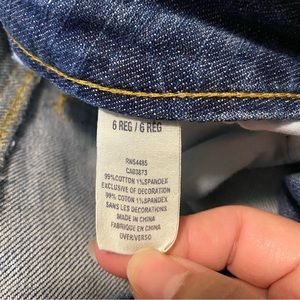 6 REG / 6 REG
RN54485
CA03873
99%COTTON 1%SPANDEX
EXCLUSIVE OF DECORATION
99%COTTON 1%SPANDEX
SANS LES DECORATIONS
MADE IN CHINA
FABRIQUE EN CHINA
OVER/VERSO